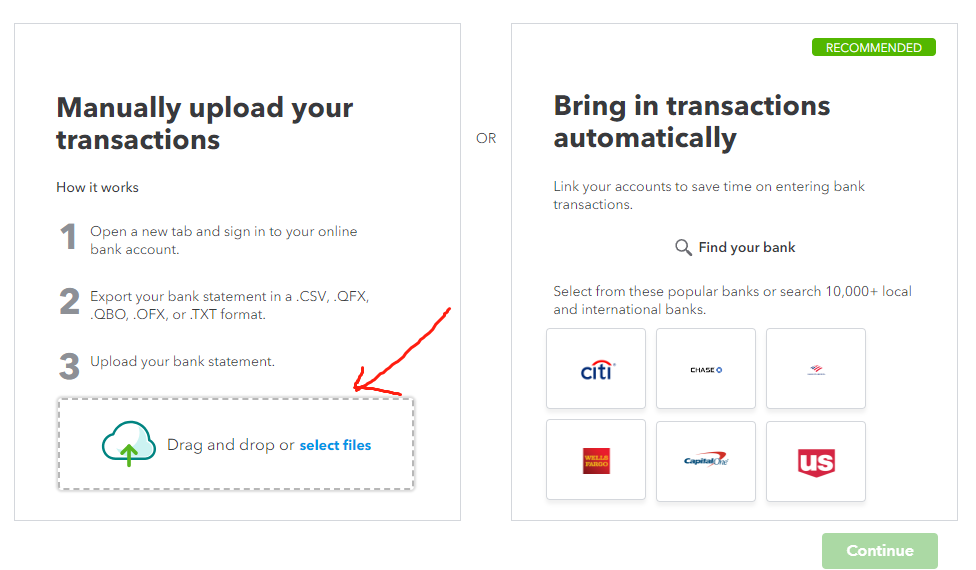 Manually upload your
transactions
How it works
1 Open a new tab and sign in to your online
bank account.
2 Export your bank statement in a .CSV, .QFX,
.QBO, .OFX, or .TXT format.
3 Upload your bank statement.
Drag and drop or select files
OR
RECOMMENDED
Bring in transactions
automatically
Link your accounts to save time on entering bank
transactions.
Find your bank
Select from these popular banks or search 10,000+ local
and international banks.
citi CHASE
WELLS
FARGO
Capital One us
Continue